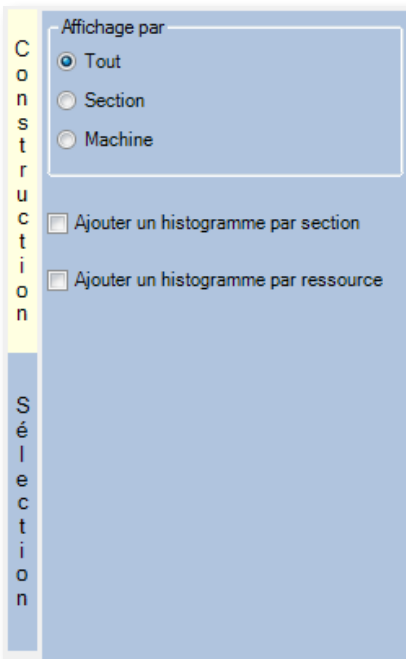 Construction
Affichage par
Tout
Section
Machine
Ajouter un histogramme par section
Ajouter un histogramme par ressource
Sélection